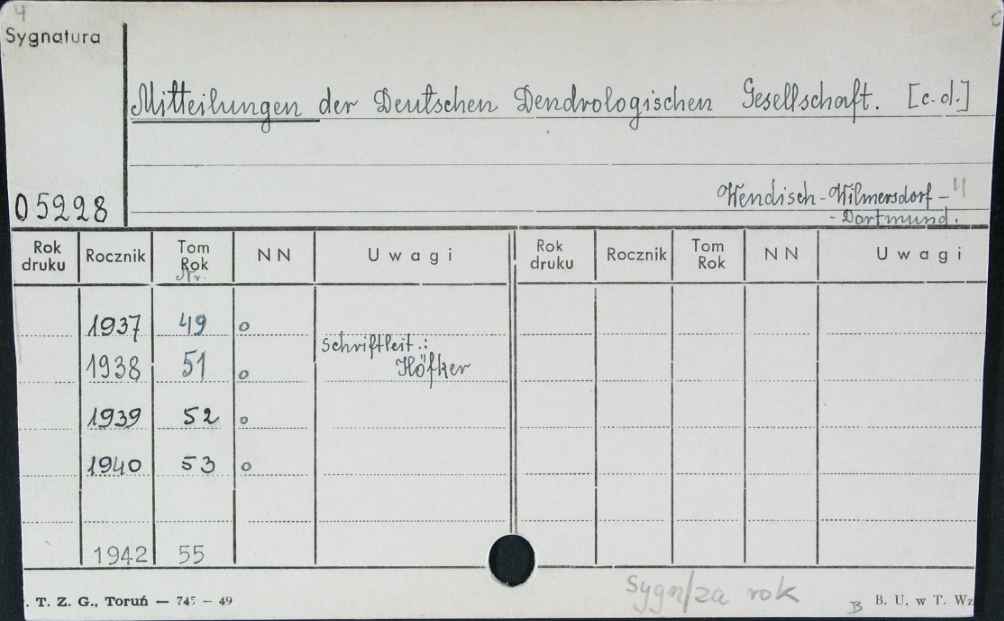 4
Sygnatura
Mitteilungen der Deutschen Dendrologischen Gesellschaft. [c.d.]
Wendisch-Wilmersdorf-
-Dortmund.
05228
Rok druku Rocznik Tom Rok Nr. NN Uwagi Rok druku Rocznik Tom Rok NN Uwagi
1937 49 o
Schriftleit.:
1938 51 o Höfker
1939 52 o
1940 53 o
1942 55
Sygn/za rok
. T. Z. G., Toruń — 745 — 49 B B. U. w T. Wz